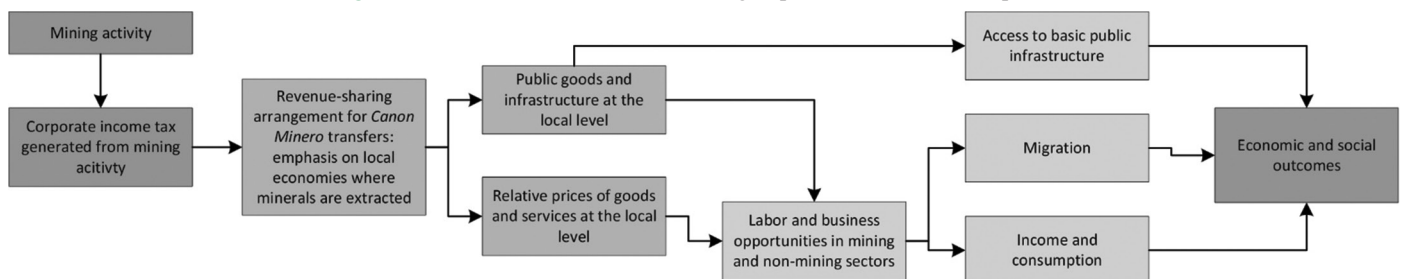 Mining activity
Corporate income tax
generated from mining
acitivty
Revenue-sharing
arrangement for Canon
Minero transfers:
emphasis on local
economies where
minerals are extracted
Public goods and
infrastructure at the
local level
Relative prices of goods
and services at the local
level
Labor and business
opportunities in mining
and non-mining sectors
Access to basic public
infrastructure
Migration
Income and
consumption
Economic and social
outcomes